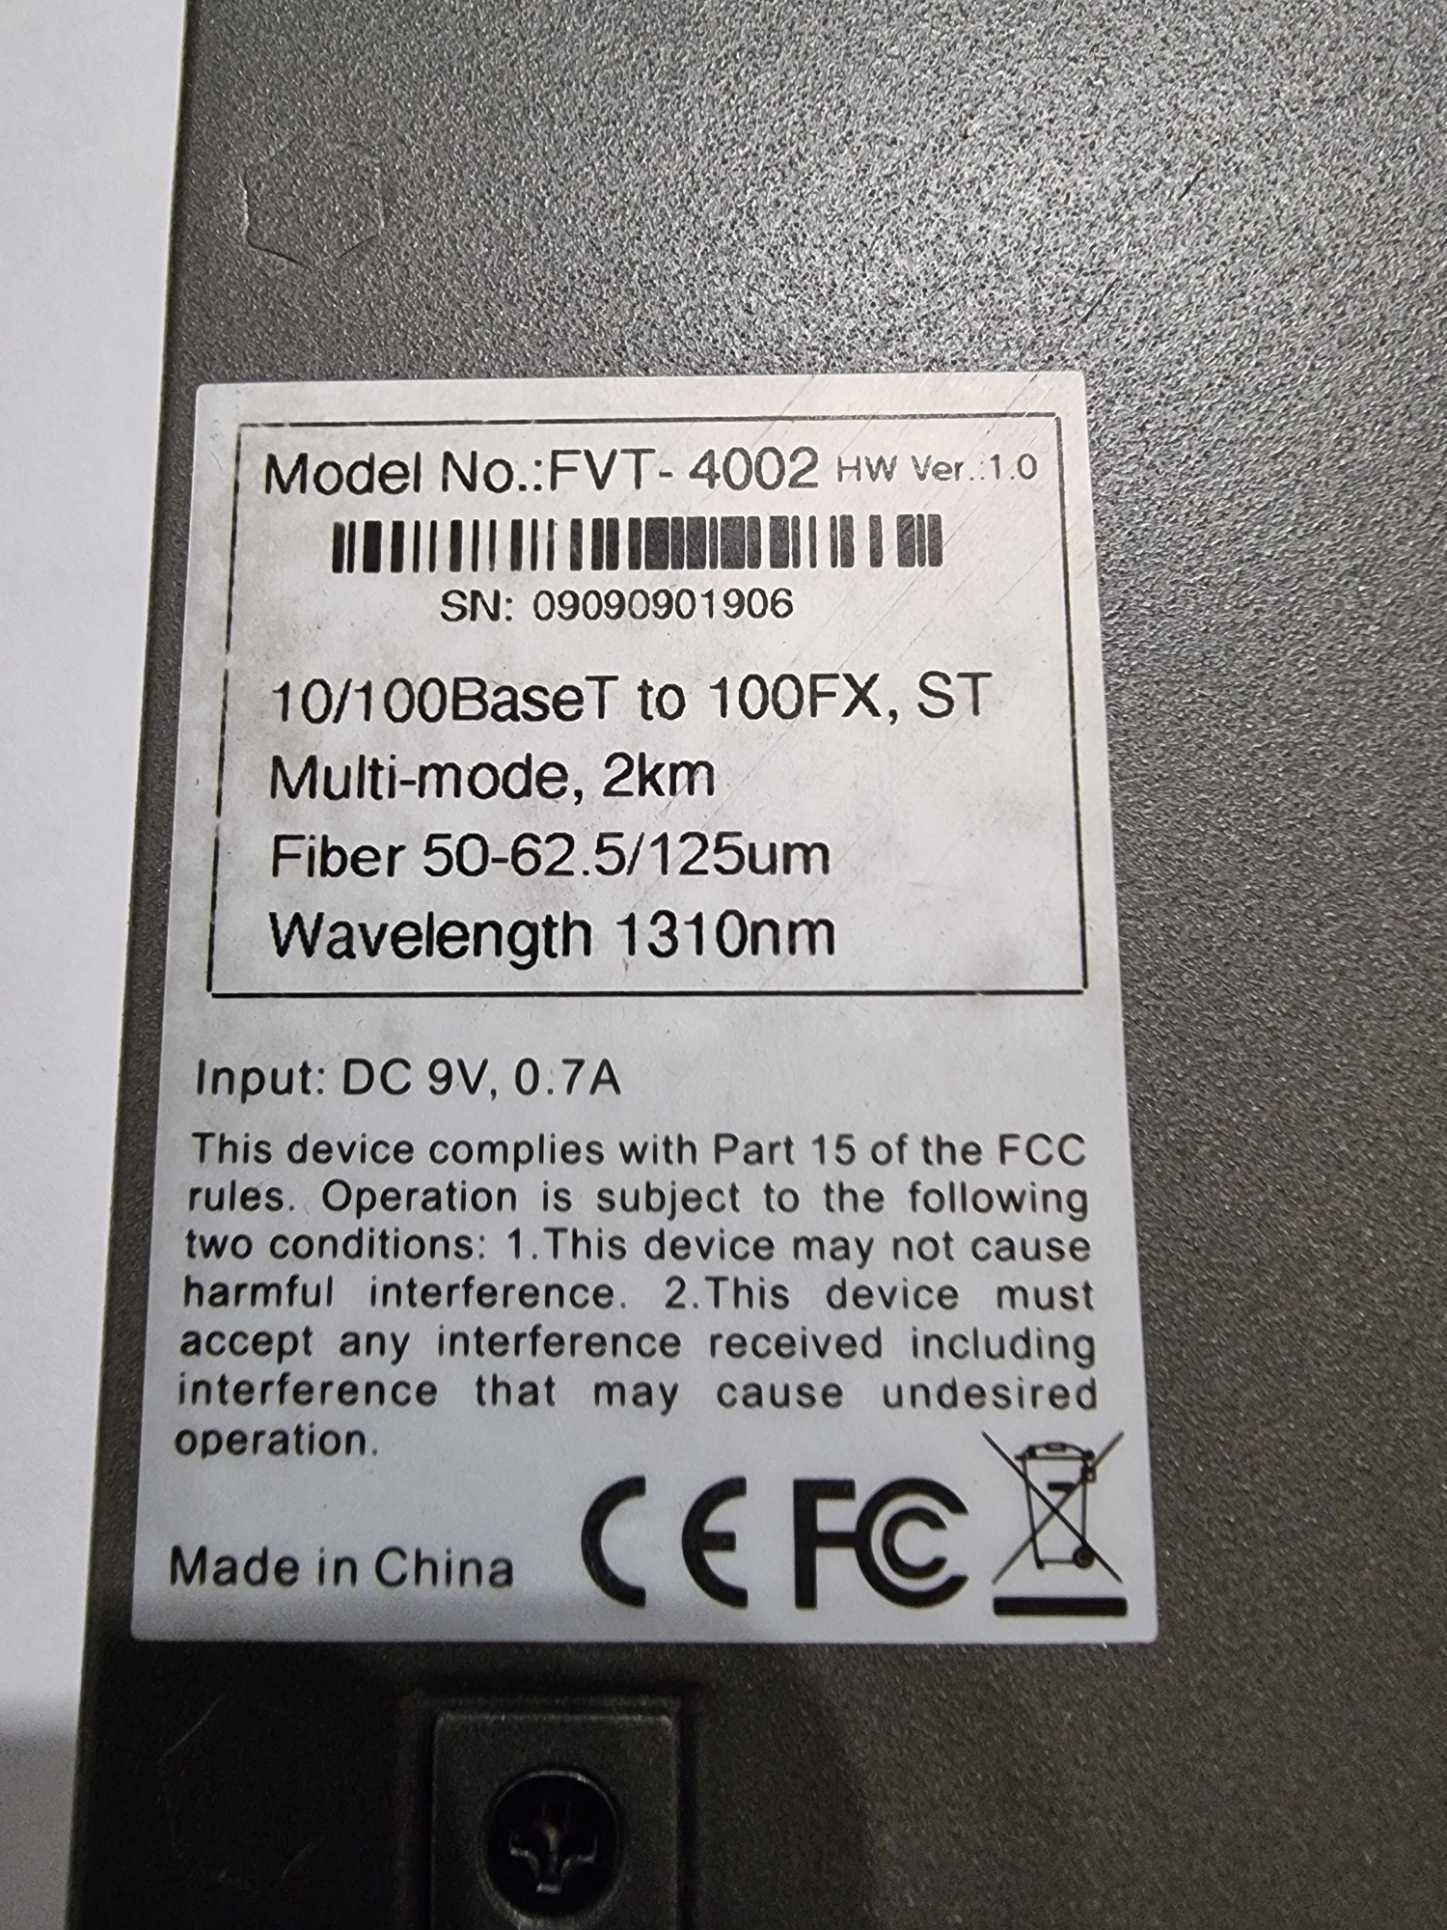 Model No.:FVT-4002 HW Ver.:1.0
SN: 09090901906
10/100BaseT to 100FX, ST
Multi-mode, 2km
Fiber 50-62.5/125um
Wavelength 1310nm
Input: DC 9V, 0.7A
This device complies with Part 15 of the FCC
rules. Operation is subject to the following
two conditions: 1.This device may not cause
harmful interference. 2.This device must
accept any interference received including
interference that may cause undesired
operation.
Made in China CE FC